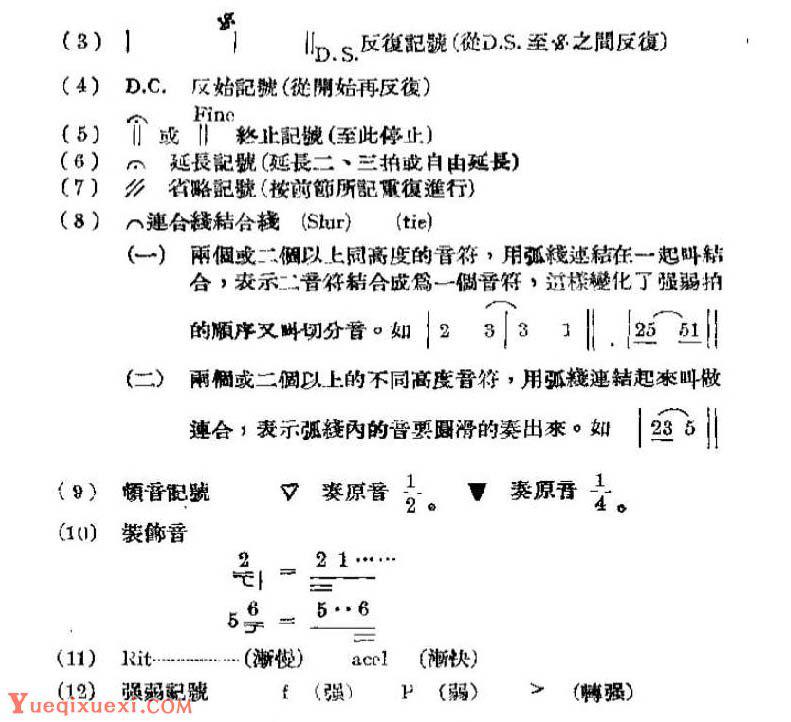 (3) | 𝄋 | ‖D.S. 反復記號(從D.S.至𝄋之間反復)
(4) D.C. 反始記號(從開始再反復)
Fine
(5) 𝄐‖ 或 ‖ 終止記號(至此停止)
(6) 𝄐 延長記號(延長二、三拍或自由延長)
(7) 〃 省略記號(按前節所記重復進行)
(8) ⌒連合綫結合綫 (Slur) (tie)
(一) 兩個或二個以上同高度的音符，用弧綫連結在一起叫結
合，表示二音符結合成爲一個音符，這樣變化了强弱拍
的順序又叫切分音。如 | 2 3 | 3 1 ‖ . | 25 51 ‖
(二) 兩個或二個以上的不同高度音符，用弧綫連結起來叫做
連合，表示弧綫內的音要圓滑的奏出來。如 | 23 5 ‖
(9) 頓音記號 ▽ 奏原音 1/2 。 ▼ 奏原音 1/4 。
(10) 裝飾音
2 1 = 2 1……
5 6 = 5··6
(11) Rit………… (漸慢) acel (漸快)
(12) 强弱記號 f (强) P (弱) > (轉强)
Yueqixuexi.com